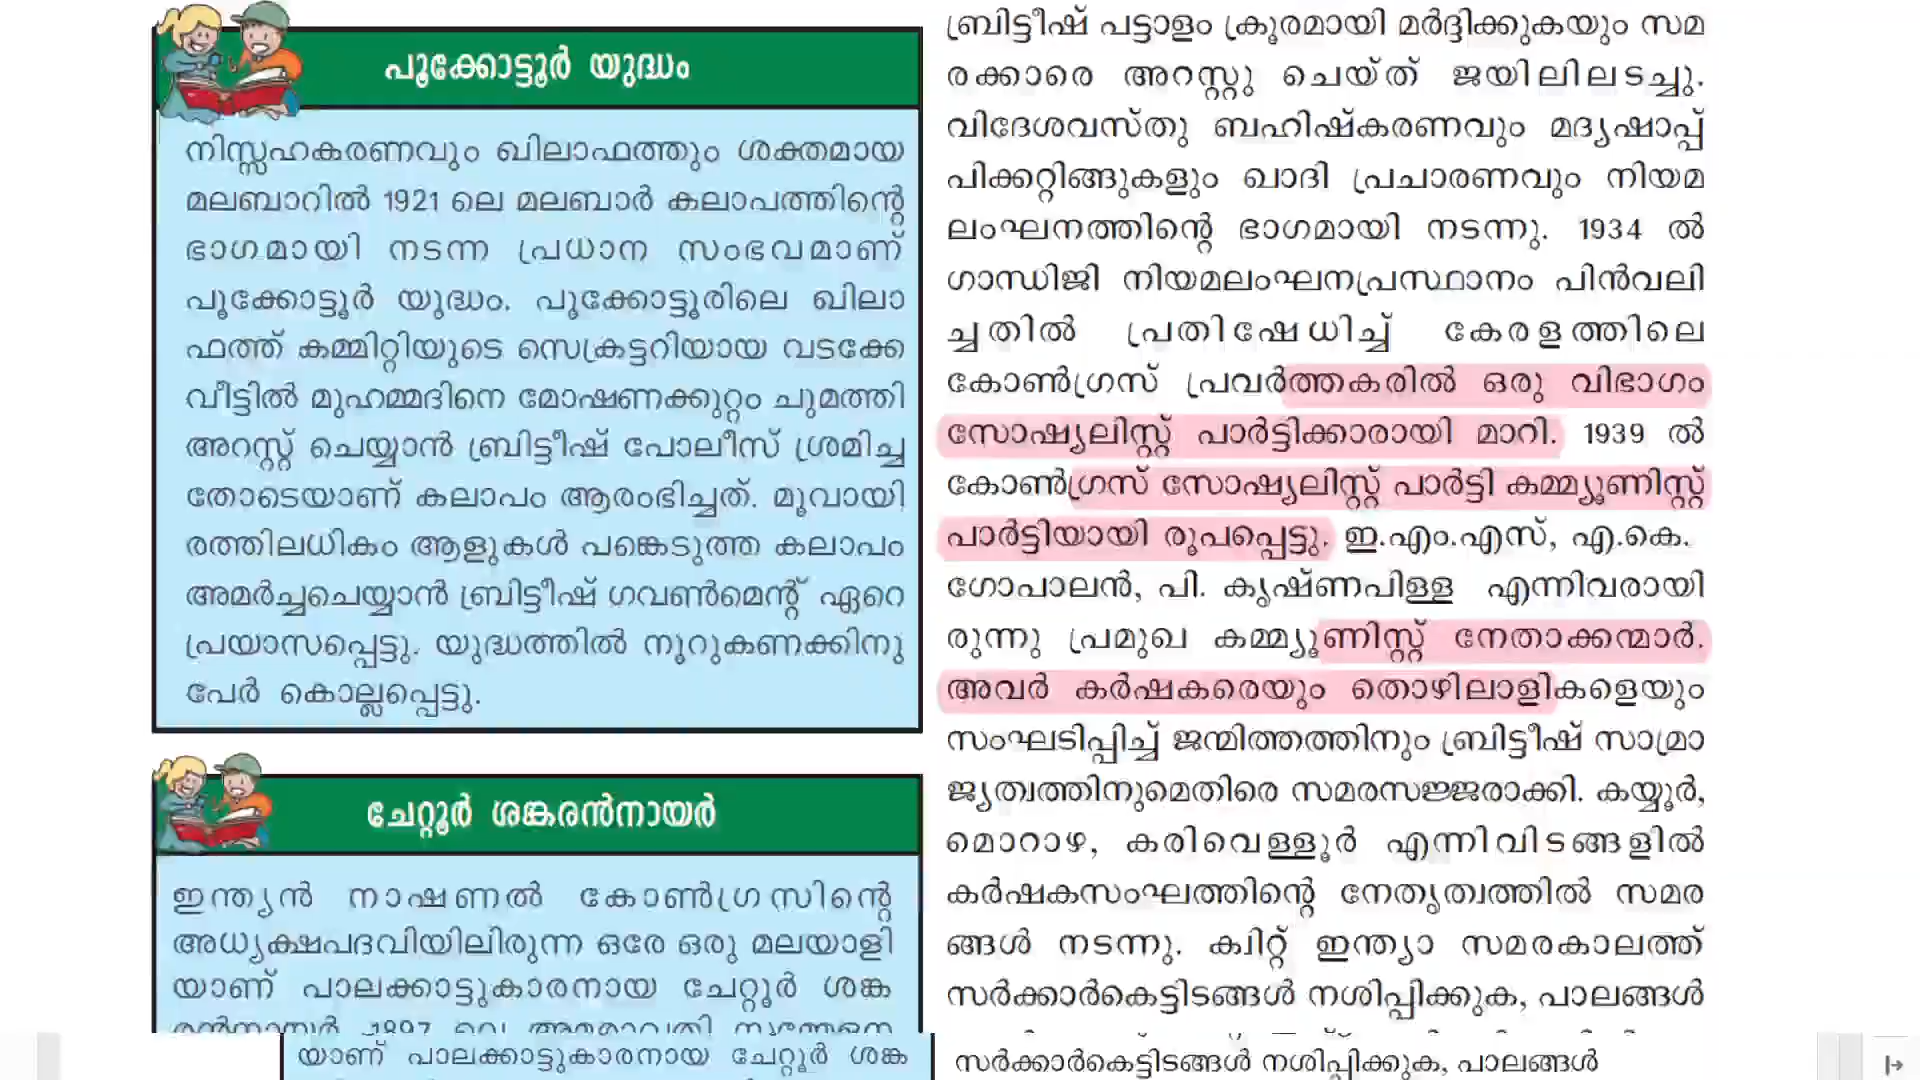 പൂക്കോട്ടൂർ യുദ്ധം
നിസ്സഹകരണവും ഖിലാഫത്തും ശക്തമായ
മലബാറിൽ 1921 ലെ മലബാർ കലാപത്തിന്റെ
ഭാഗമായി നടന്ന പ്രധാന സംഭവമാണ്
പൂക്കോട്ടൂർ യുദ്ധം. പൂക്കോട്ടൂരിലെ ഖിലാ
ഫത്ത് കമ്മിറ്റിയുടെ സെക്രട്ടറിയായ വടക്കേ
വീട്ടിൽ മുഹമ്മദിനെ മോഷണക്കുറ്റം ചുമത്തി
അറസ്റ്റ് ചെയ്യാൻ ബ്രിട്ടീഷ് പോലീസ് ശ്രമിച്ച
തോടെയാണ് കലാപം ആരംഭിച്ചത്. മൂവായി
രത്തിലധികം ആളുകൾ പങ്കെടുത്ത കലാപം
അമർച്ചചെയ്യാൻ ബ്രിട്ടീഷ് ഗവൺമെന്റ് ഏറെ
പ്രയാസപ്പെട്ടു. യുദ്ധത്തിൽ നൂറുകണക്കിനു
പേർ കൊല്ലപ്പെട്ടു.
ചേറ്റൂർ ശങ്കരൻനായർ
ഇന്ത്യൻ നാഷണൽ കോൺഗ്രസിന്റെ
അധ്യക്ഷപദവിയിലിരുന്ന ഒരേ ഒരു മലയാളി
യാണ് പാലക്കാട്ടുകാരനായ ചേറ്റൂർ ശങ്ക
രൻനായർ. 1897 ലെ അമരാവതി സമ്മേളന
യാണ് പാലക്കാട്ടുകാരനായ ചേറ്റൂർ ശങ്ക
ബ്രിട്ടീഷ് പട്ടാളം ക്രൂരമായി മർദ്ദിക്കുകയും സമ
രക്കാരെ അറസ്റ്റു ചെയ്ത് ജയിലിലടച്ചു.
വിദേശവസ്തു ബഹിഷ്കരണവും മദ്യഷാപ്പ്
പിക്കറ്റിങ്ങുകളും ഖാദി പ്രചാരണവും നിയമ
ലംഘനത്തിന്റെ ഭാഗമായി നടന്നു. 1934 ൽ
ഗാന്ധിജി നിയമലംഘനപ്രസ്ഥാനം പിൻവലി
ച്ചതിൽ പ്രതിഷേധിച്ച് കേരളത്തിലെ
കോൺഗ്രസ് പ്രവർത്തകരിൽ ഒരു വിഭാഗം
സോഷ്യലിസ്റ്റ് പാർട്ടിക്കാരായി മാറി. 1939 ൽ
കോൺഗ്രസ് സോഷ്യലിസ്റ്റ് പാർട്ടി കമ്മ്യൂണിസ്റ്റ്
പാർട്ടിയായി രൂപപ്പെട്ടു. ഇ.എം.എസ്, എ.കെ.
ഗോപാലൻ, പി. കൃഷ്ണപിള്ള എന്നിവരായി
രുന്നു പ്രമുഖ കമ്മ്യൂണിസ്റ്റ് നേതാക്കന്മാർ.
അവർ കർഷകരെയും തൊഴിലാളികളെയും
സംഘടിപ്പിച്ച് ജന്മിത്തത്തിനും ബ്രിട്ടീഷ് സാമ്രാ
ജ്യത്വത്തിനുമെതിരെ സമരസജ്ജരാക്കി. കയ്യൂർ,
മൊറാഴ, കരിവെള്ളൂർ എന്നിവിടങ്ങളിൽ
കർഷകസംഘത്തിന്റെ നേതൃത്വത്തിൽ സമര
ങ്ങൾ നടന്നു. ക്വിറ്റ് ഇന്ത്യാ സമരകാലത്ത്
സർക്കാർകെട്ടിടങ്ങൾ നശിപ്പിക്കുക, പാലങ്ങൾ
സർക്കാർകെട്ടിടങ്ങൾ നശിപ്പിക്കുക, പാലങ്ങൾ